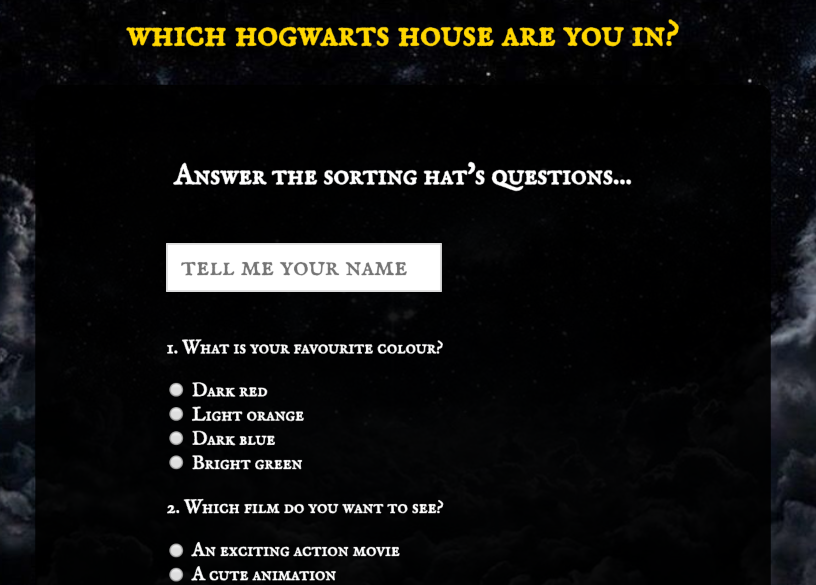 which hogwarts house are you in?
Answer the sorting hat's questions...
tell me your name
1. What is your favourite colour?
Dark red
Light orange
Dark blue
Bright green
2. Which film do you want to see?
An exciting action movie
A cute animation